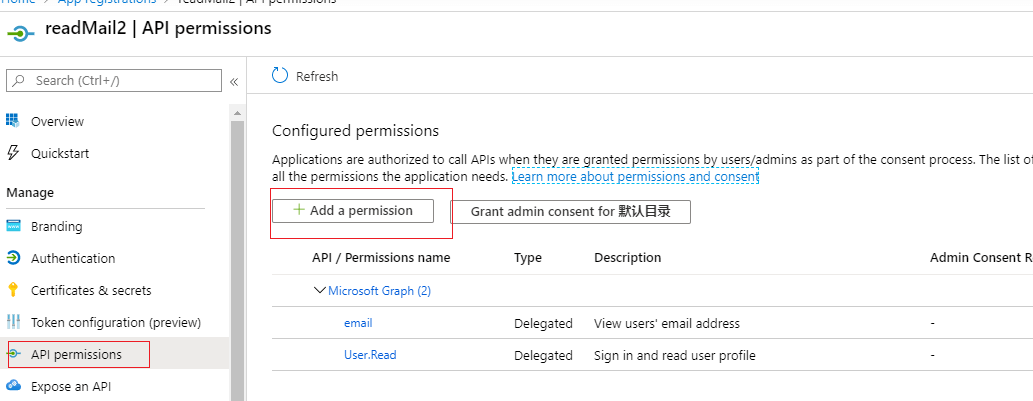 Home > App registrations > readMail2 | API permissions
readMail2 | API permissions
Search (Ctrl+/)
«
Refresh
Overview
Quickstart
Manage
Branding
Authentication
Certificates & secrets
Token configuration (preview)
API permissions
Expose an API
Configured permissions
Applications are authorized to call APIs when they are granted permissions by users/admins as part of the consent process. The list of
all the permissions the application needs. Learn more about permissions and consent
+ Add a permission
Grant admin consent for 默认目录
API / Permissions name Type Description Admin Consent R
Microsoft Graph (2)
email Delegated View users' email address -
User.Read Delegated Sign in and read user profile -